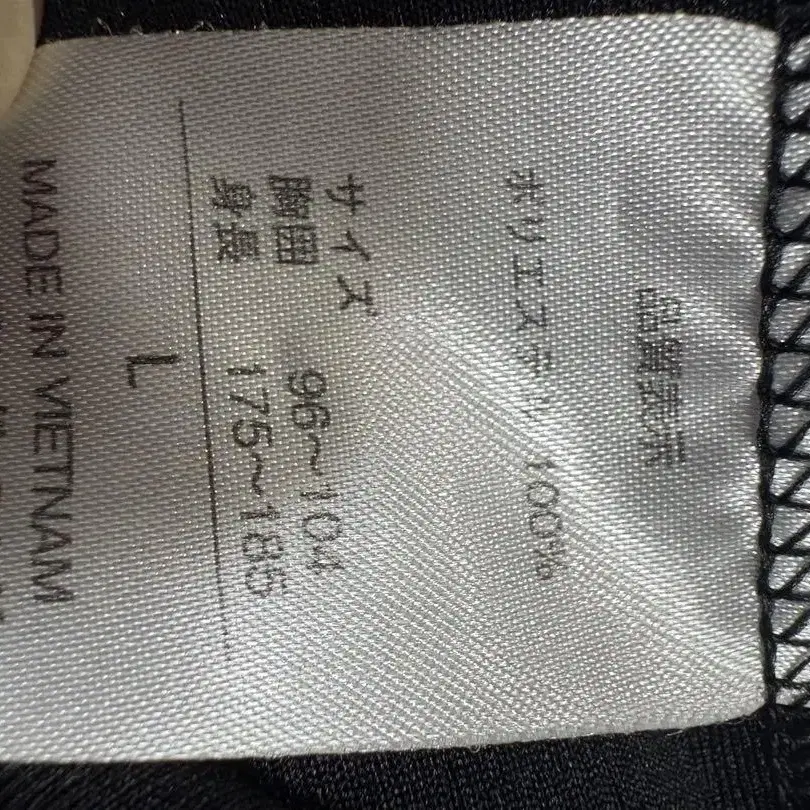 品質表示
ポリエステル 100%
サイズ
胸囲 96~104
身長 175~185
L
MADE IN VIETNAM